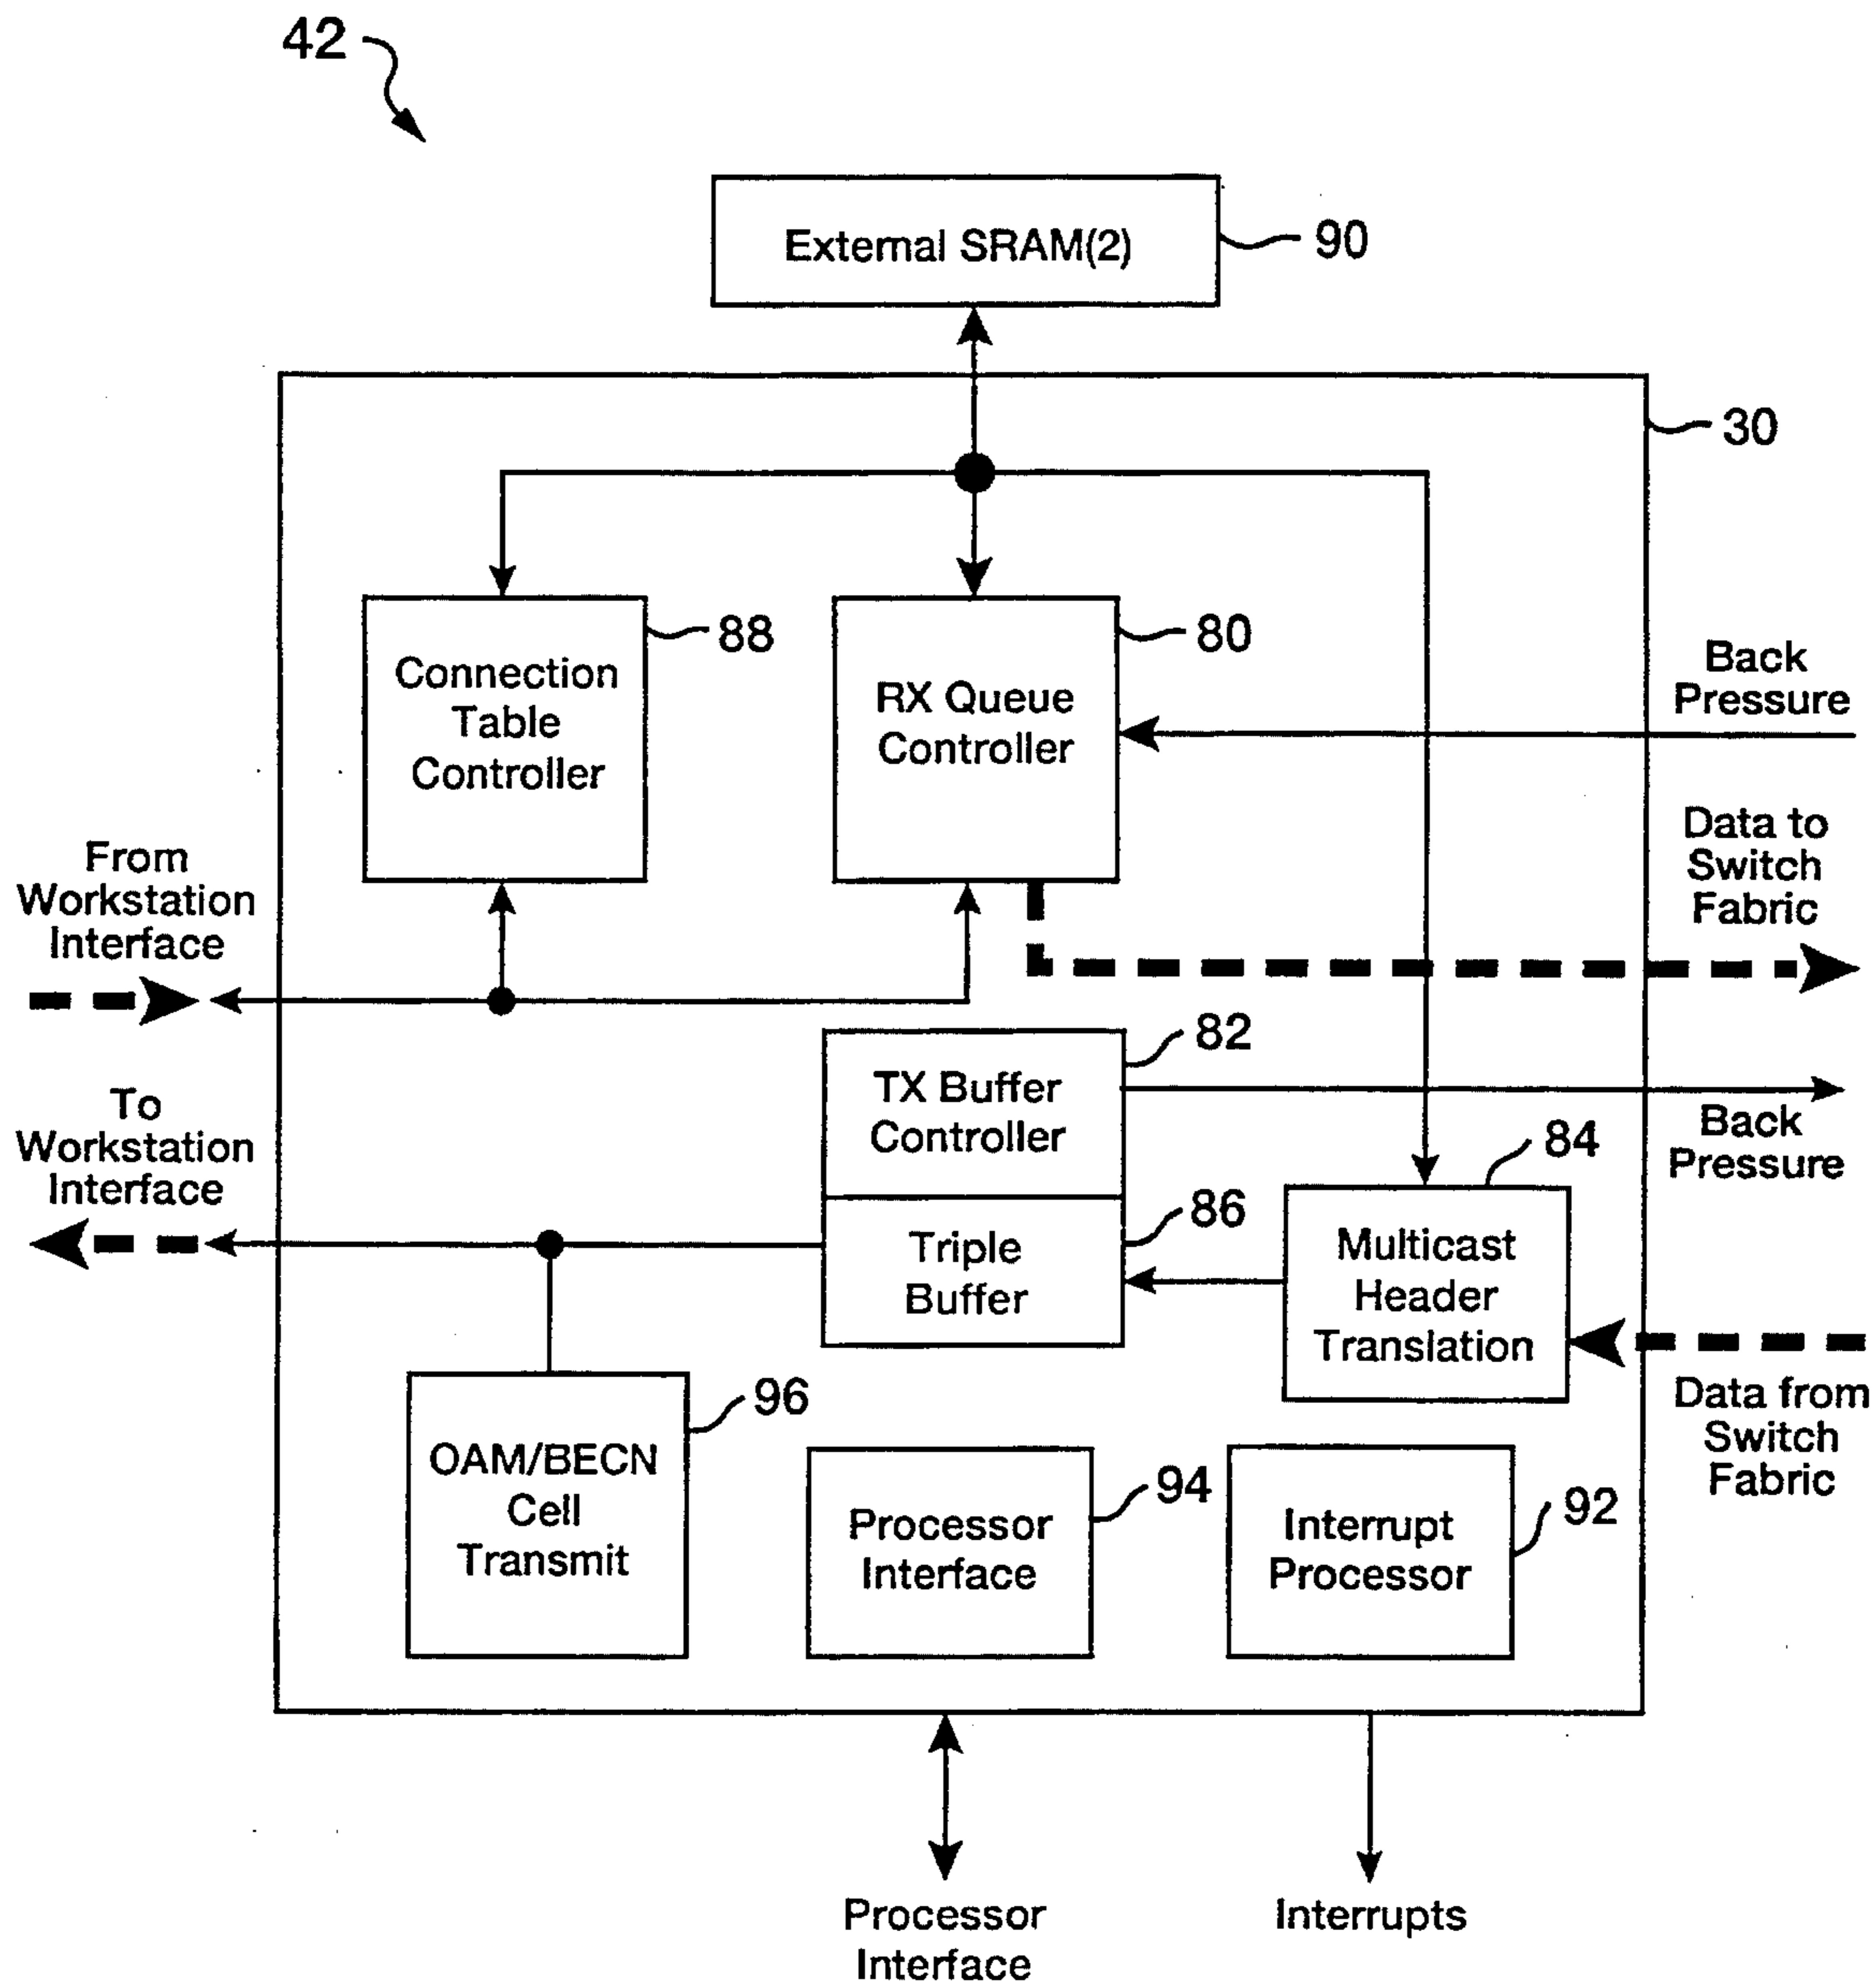 42
External SRAM(2)
90
30
88
Connection
Table
Controller
80
RX Queue
Controller
Back
Pressure
From
Workstation
Interface
Data to
Switch
Fabric
82
TX Buffer
Controller
To
Workstation
Interface
Back
Pressure
84
86
Triple
Buffer
Multicast
Header
Translation
96
OAM/BECN
Cell
Transmit
Data from
Switch
Fabric
94
Processor
Interface
92
Interrupt
Processor
Processor
Interface
Interrupts